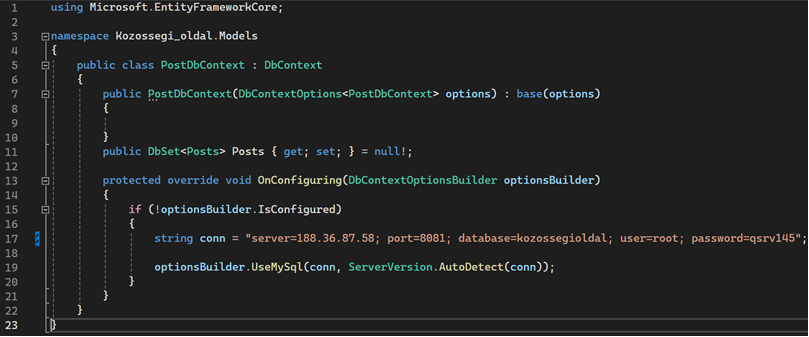 1 using Microsoft.EntityFrameworkCore;
2
3 namespace Kozossegi_oldal.Models
4 {
5 public class PostDbContext : DbContext
6 {
7 public PostDbContext(DbContextOptions<PostDbContext> options) : base(options)
8 {
9
10 }
11 public DbSet<Posts> Posts { get; set; } = null!;
12
13 protected override void OnConfiguring(DbContextOptionsBuilder optionsBuilder)
14 {
15 if (!optionsBuilder.IsConfigured)
16 {
17 string conn = "server=188.36.87.58; port=8081; database=kozossegioldal; user=root; password=qsrv145";
18
19 optionsBuilder.UseMySql(conn, ServerVersion.AutoDetect(conn));
20 }
21 }
22 }
23 }